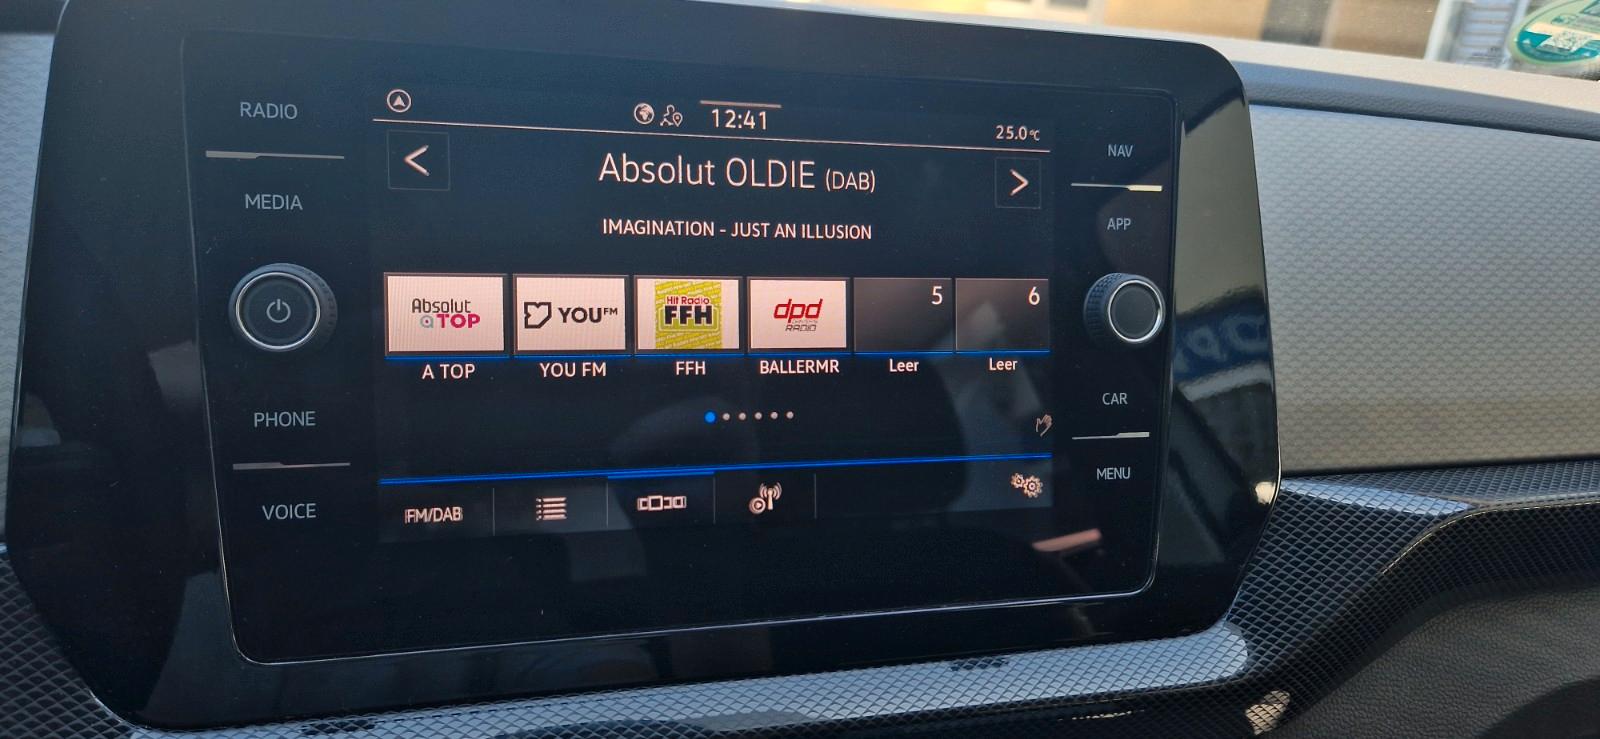 RADIO
MEDIA
PHONE
VOICE
12:41
25.0°C
<
Absolut OLDIE (DAB)
>
IMAGINATION - JUST AN ILLUSION
Absolut
TOP
YOU FM
Hit Radio
FFH
dpd
RADIO
5
6
A TOP
YOU FM
FFH
BALLERMR
Leer
Leer
FM/DAB
NAV
APP
CAR
MENU